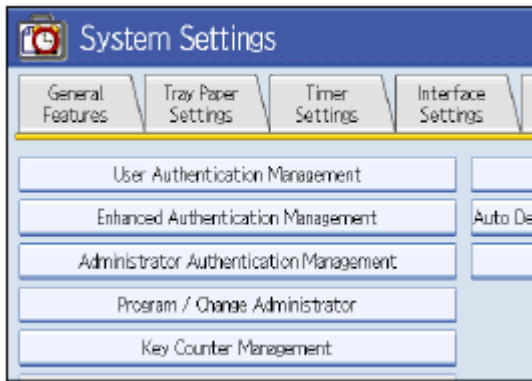 System Settings
General
Features
Tray Paper
Settings
Timer
Settings
Interface
Settings
User Authentication Management
Enhanced Authentication Management
Auto De
Administrator Authentication Management
Program / Change Administrator
Key Counter Management